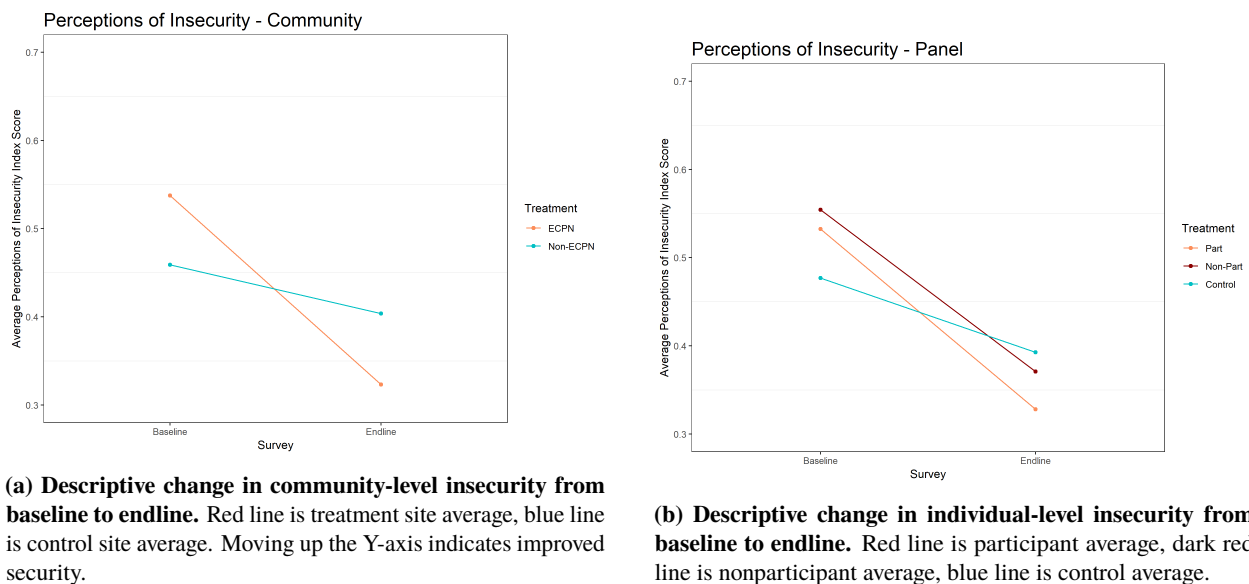 Perceptions of Insecurity - Community
Average Perceptions of Insecurity Index Score
0.7
0.6
0.5
0.4
0.3
Baseline
Endline
Survey
Treatment
ECPN
Non-ECPN
(a) Descriptive change in community-level insecurity from
baseline to endline. Red line is treatment site average, blue line
is control site average. Moving up the Y-axis indicates improved
security.
Perceptions of Insecurity - Panel
Average Perceptions of Insecurity Index Score
0.7
0.6
0.5
0.4
0.3
Baseline
Endline
Survey
Treatment
Part
Non-Part
Control
(b) Descriptive change in individual-level insecurity from
baseline to endline. Red line is participant average, dark red
line is nonparticipant average, blue line is control average.